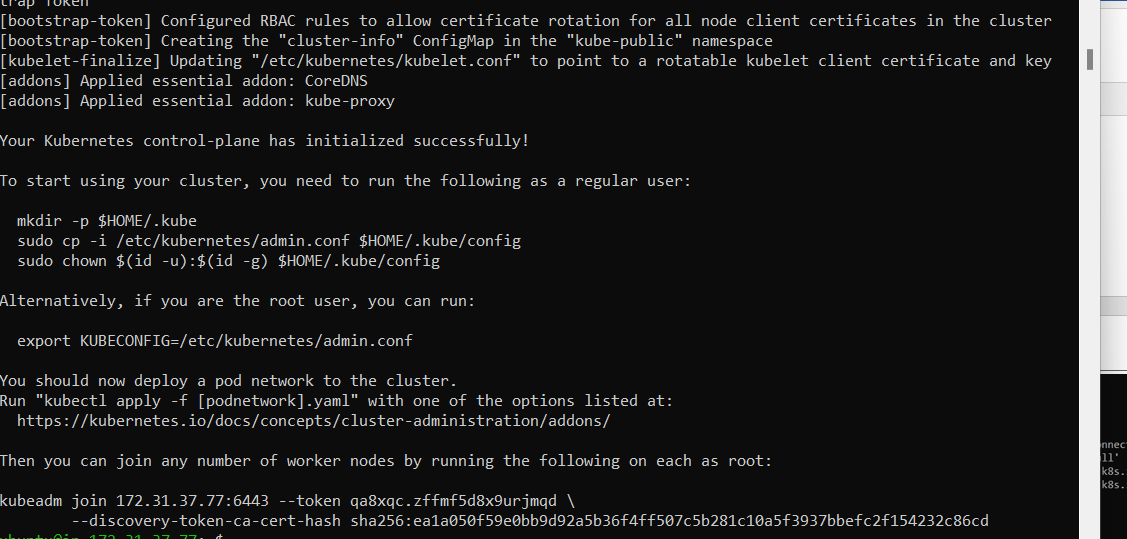 trap token
[bootstrap-token] Configured RBAC rules to allow certificate rotation for all node client certificates in the cluster
[bootstrap-token] Creating the "cluster-info" ConfigMap in the "kube-public" namespace
[kubelet-finalize] Updating "/etc/kubernetes/kubelet.conf" to point to a rotatable kubelet client certificate and key
[addons] Applied essential addon: CoreDNS
[addons] Applied essential addon: kube-proxy
Your Kubernetes control-plane has initialized successfully!
To start using your cluster, you need to run the following as a regular user:
mkdir -p $HOME/.kube
sudo cp -i /etc/kubernetes/admin.conf $HOME/.kube/config
sudo chown $(id -u):$(id -g) $HOME/.kube/config
Alternatively, if you are the root user, you can run:
export KUBECONFIG=/etc/kubernetes/admin.conf
You should now deploy a pod network to the cluster.
Run "kubectl apply -f [podnetwork].yaml" with one of the options listed at:
https://kubernetes.io/docs/concepts/cluster-administration/addons/
Then you can join any number of worker nodes by running the following on each as root:
kubeadm join 172.31.37.77:6443 --token qa8xqc.zffmf5d8x9urjmqd \
--discovery-token-ca-cert-hash sha256:ea1a050f59e0bb9d92a5b36f4ff507c5b281c10a5f3937bbefc2f154232c86cd
onnec
ll'
k8s.
k8s.